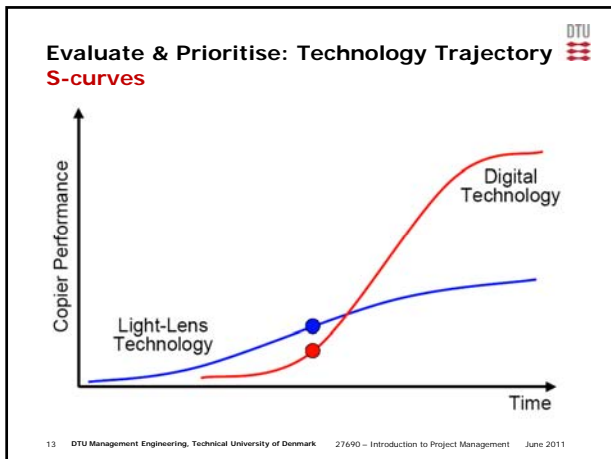 DTU
Evaluate & Prioritise: Technology Trajectory
S-curves
Copier Performance
Digital
Technology
Light-Lens
Technology
Time
13 DTU Management Engineering, Technical University of Denmark 27690 – Introduction to Project Management June 2011